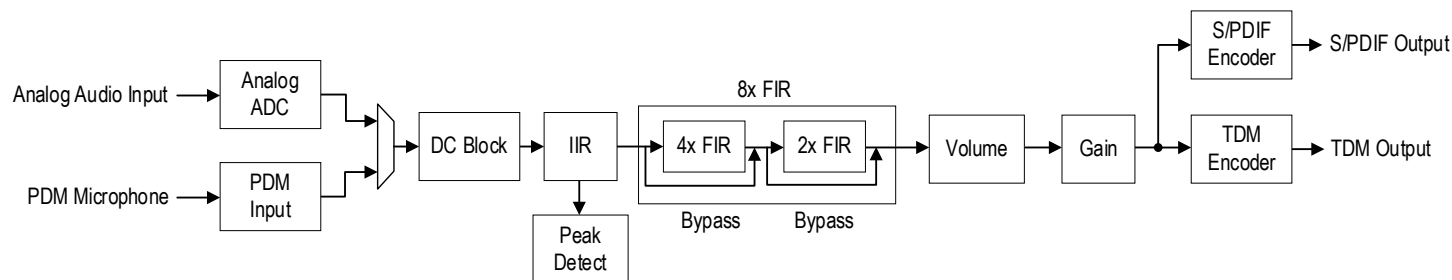 S/PDIF
Encoder
S/PDIF Output
8x FIR
Analog Audio Input
Analog
ADC
DC Block
IIR
4x FIR
2x FIR
Volume
Gain
TDM
Encoder
TDM Output
PDM Microphone
PDM
Input
Bypass
Bypass
Peak
Detect